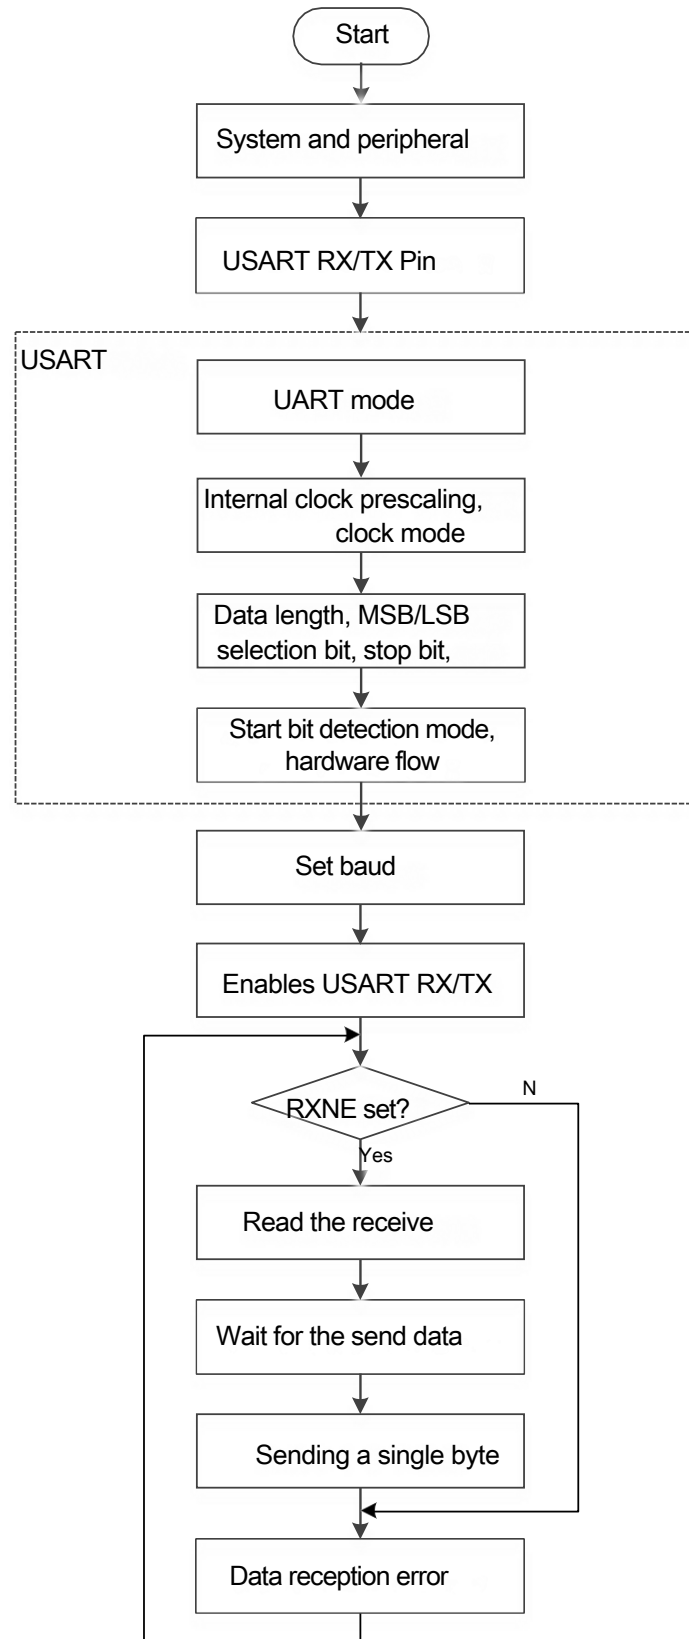 Start
System and peripheral
USART RX/TX Pin
USART
UART mode
Internal clock prescaling,
clock mode
Data length, MSB/LSB
selection bit, stop bit,
Start bit detection mode,
hardware flow
Set baud
Enables USART RX/TX
RXNE set?
N
Yes
Read the receive
Wait for the send data
Sending a single byte
Data reception error